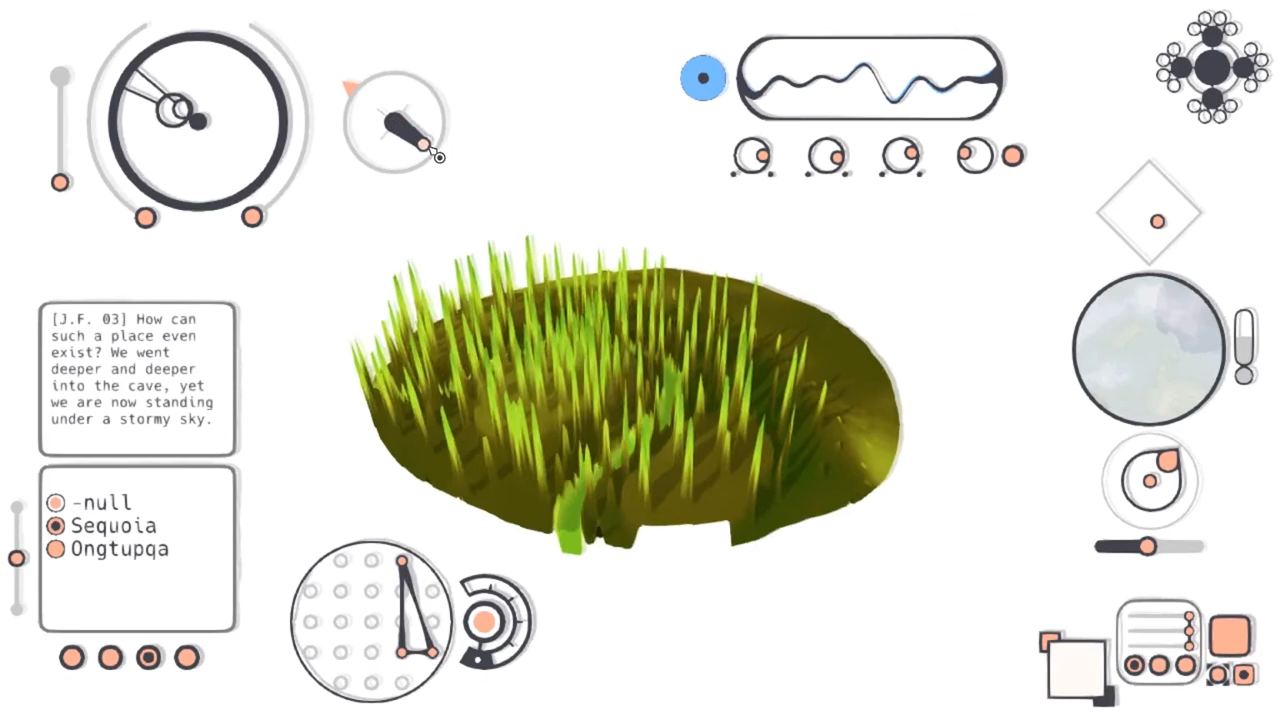 [J.F. 03] How can
such a place even
exist? We went
deeper and deeper
into the cave, yet
we are now standing
under a stormy sky.
-null
Sequoia
Ongtupqa